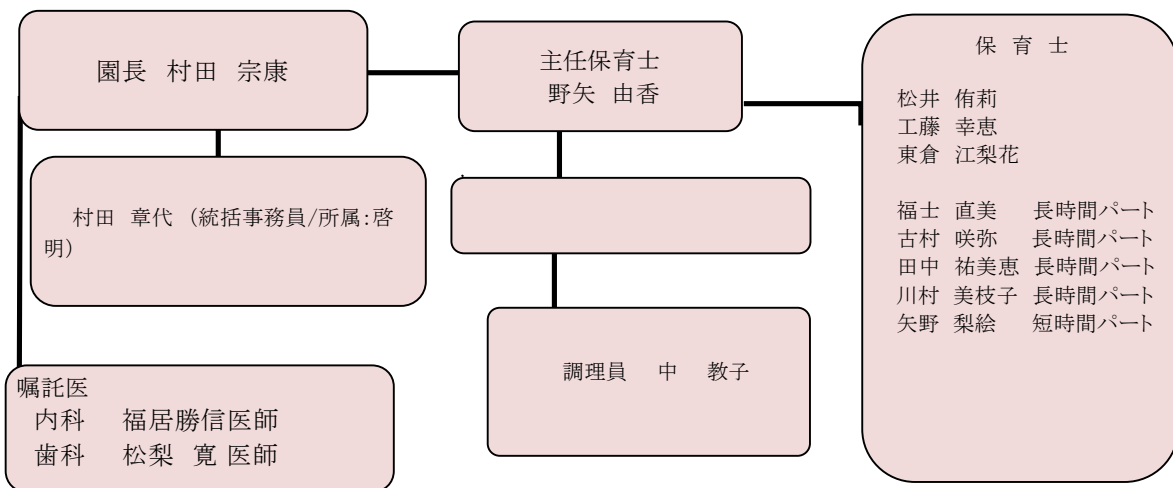 園長 村田 宗康
主任保育士
野矢 由香
保 育 士
松井 侑莉
工藤 幸恵
東倉 江梨花
福士 直美 長時間パート
古村 咲弥 長時間パート
田中 祐美恵 長時間パート
川村 美枝子 長時間パート
矢野 梨絵 短時間パート
村田 章代 (統括事務員/所属:啓
明)
調理員 中 教子
嘱託医
内科 福居勝信医師
歯科 松梨 寛 医師